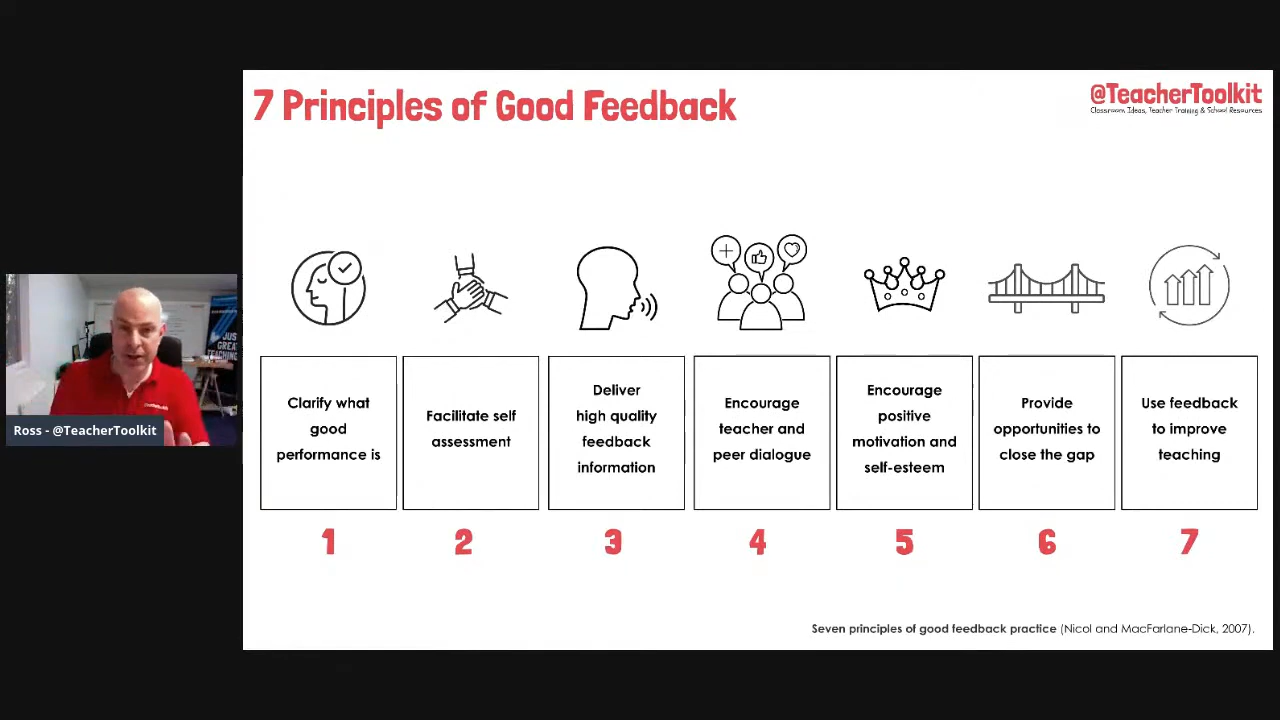 7 Principles of Good Feedback
@TeacherToolkit
Classroom Ideas, Teacher Training & School Resources
JUS
GREAT
TEACHING
Ross - @TeacherToolkit
Clarify what
good
performance is
Facilitate self
assessment
Deliver
high quality
feedback
information
Encourage
teacher and
peer dialogue
Encourage
positive
motivation and
self-esteem
Provide
opportunities to
close the gap
Use feedback
to improve
teaching
1
2
3
4
5
6
7
Seven principles of good feedback practice (Nicol and MacFarlane-Dick, 2007).